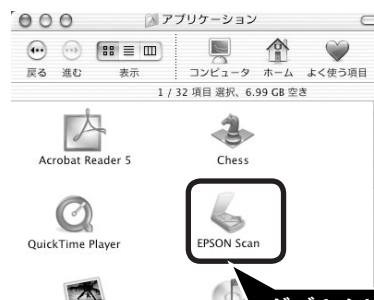 アプリケーション
戻る 進む 表示 コンピュータ ホーム よく使う項目
1 / 32 項目 選択、6.99 GB 空き
Acrobat Reader 5 Chess
QuickTime Player EPSON Scan